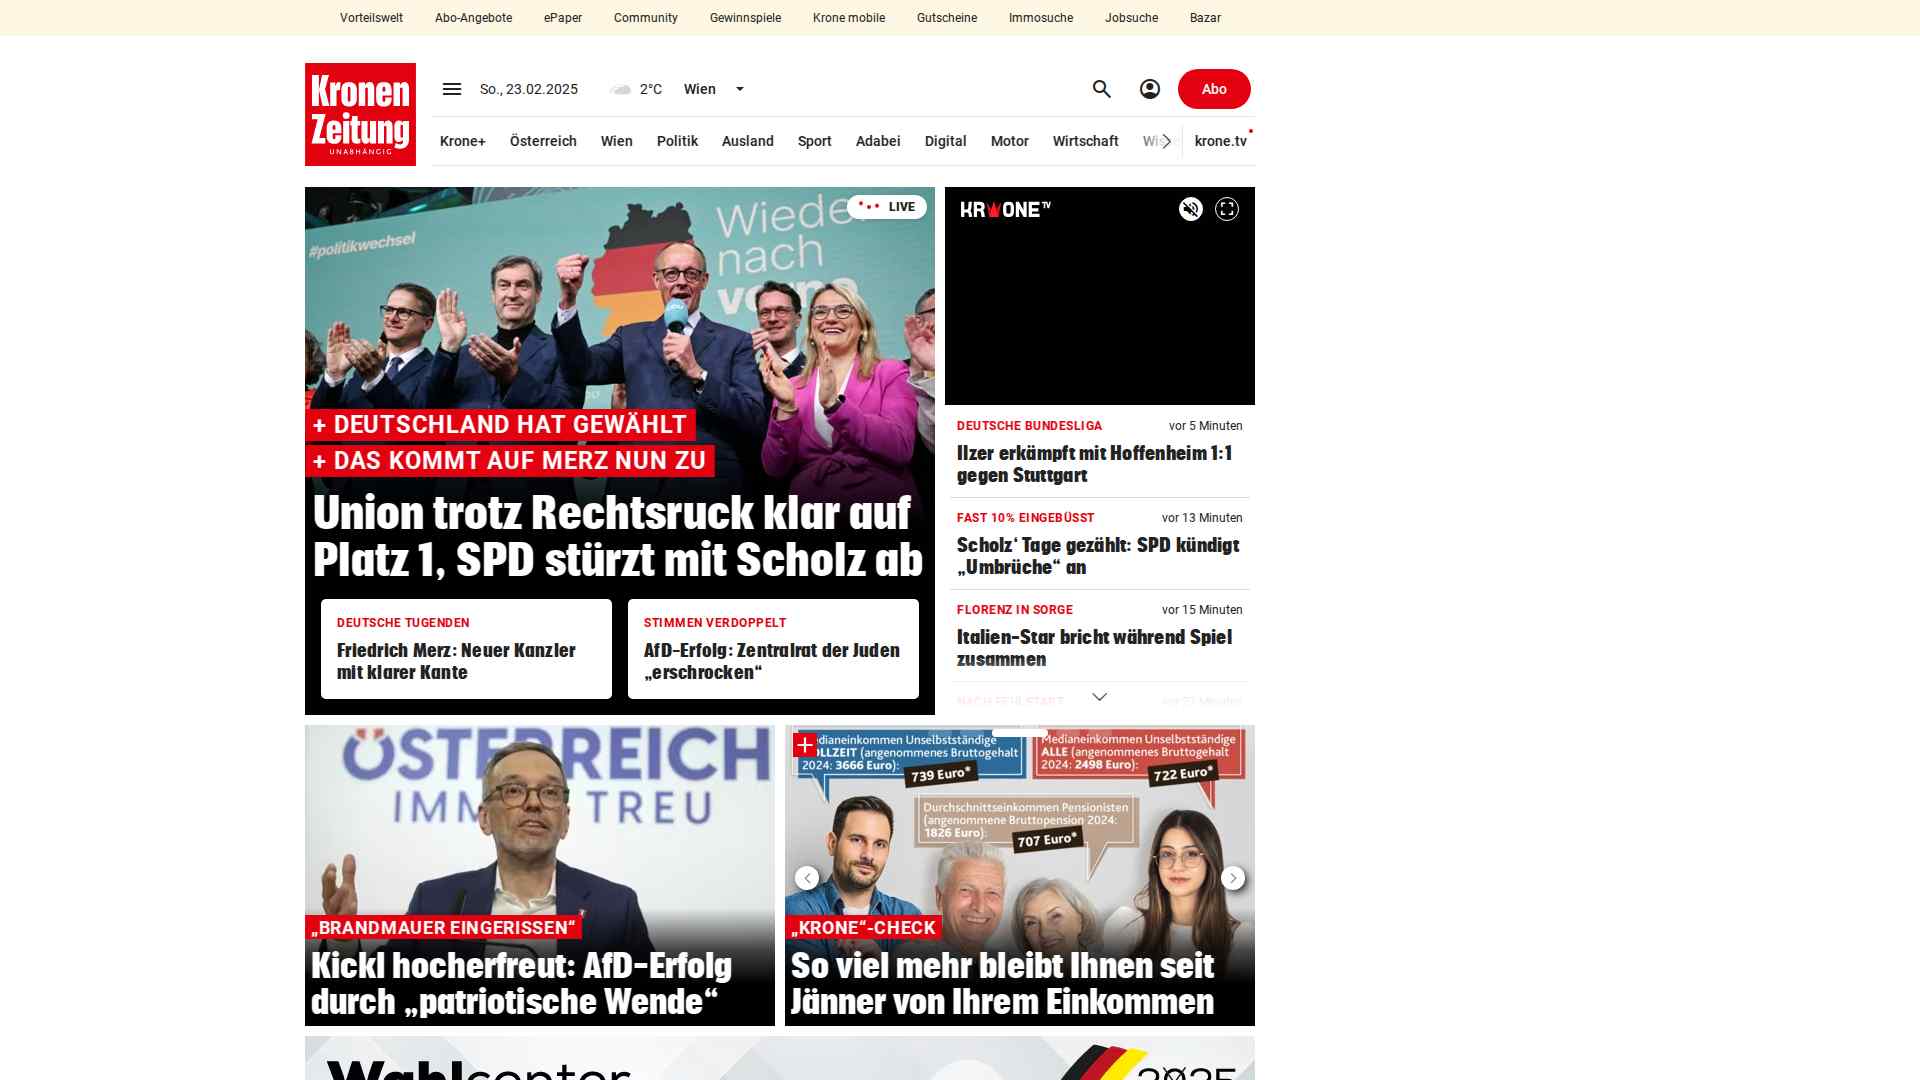 Vorteilswelt
Abo-Angebote
ePaper
Community
Gewinnspiele
Krone mobile
Gutscheine
Immosuche
Jobsuche
Bazar
Kronen
Zeitung
UNABHÄNGIG
So., 23.02.2025
2°C
Wien
Abo
Krone+
Österreich
Wien
Politik
Ausland
Sport
Adabei
Digital
Motor
Wirtschaft
krone.tv
#politikwechsel
nach
LIVE
+ DEUTSCHLAND HAT GEWÄHLT
+ DAS KOMMT AUF MERZ NUN ZU
Union trotz Rechtsruck klar auf
Platz 1, SPD stürzt mit Scholz ab
DEUTSCHE TUGENDEN
Friedrich Merz: Neuer Kanzler
mit klarer Kante
STIMMEN VERDOPPELT
AfD-Erfolg: Zentralrat der Juden
„erschrocken“
KRONE TV
DEUTSCHE BUNDESLIGA
vor 5 Minuten
Ilzer erkämpft mit Hoffenheim 1:1
gegen Stuttgart
FAST 10% EINGEBÜSST
vor 13 Minuten
Scholz‘ Tage gezählt: SPD kündigt
„Umbrüche“ an
FLORENZ IN SORGE
vor 15 Minuten
Italien-Star bricht während Spiel
zusammen
ÖSTERREICH
TREU
„BRANDMAUER EINGERISSEN“
Kickl hocherfreut: AfD-Erfolg
durch „patriotische Wende“
Medianeinkommen Unselbstständige
VOLLZEIT (angenommenes Bruttogehalt
2024: 3666 Euro):
739 Euro*
Medianeinkommen Unselbstständige
ALLE (angenommenes Bruttogehalt
2024: 2498 Euro):
722 Euro*
Durchschnittseinkommen Pensionisten
(angenommene Bruttopension 2024:
1826 Euro):
707 Euro*
„KRONE“-CHECK
So viel mehr bleibt Ihnen seit
Jänner von Ihrem Einkommen
Wahlcenter
2025